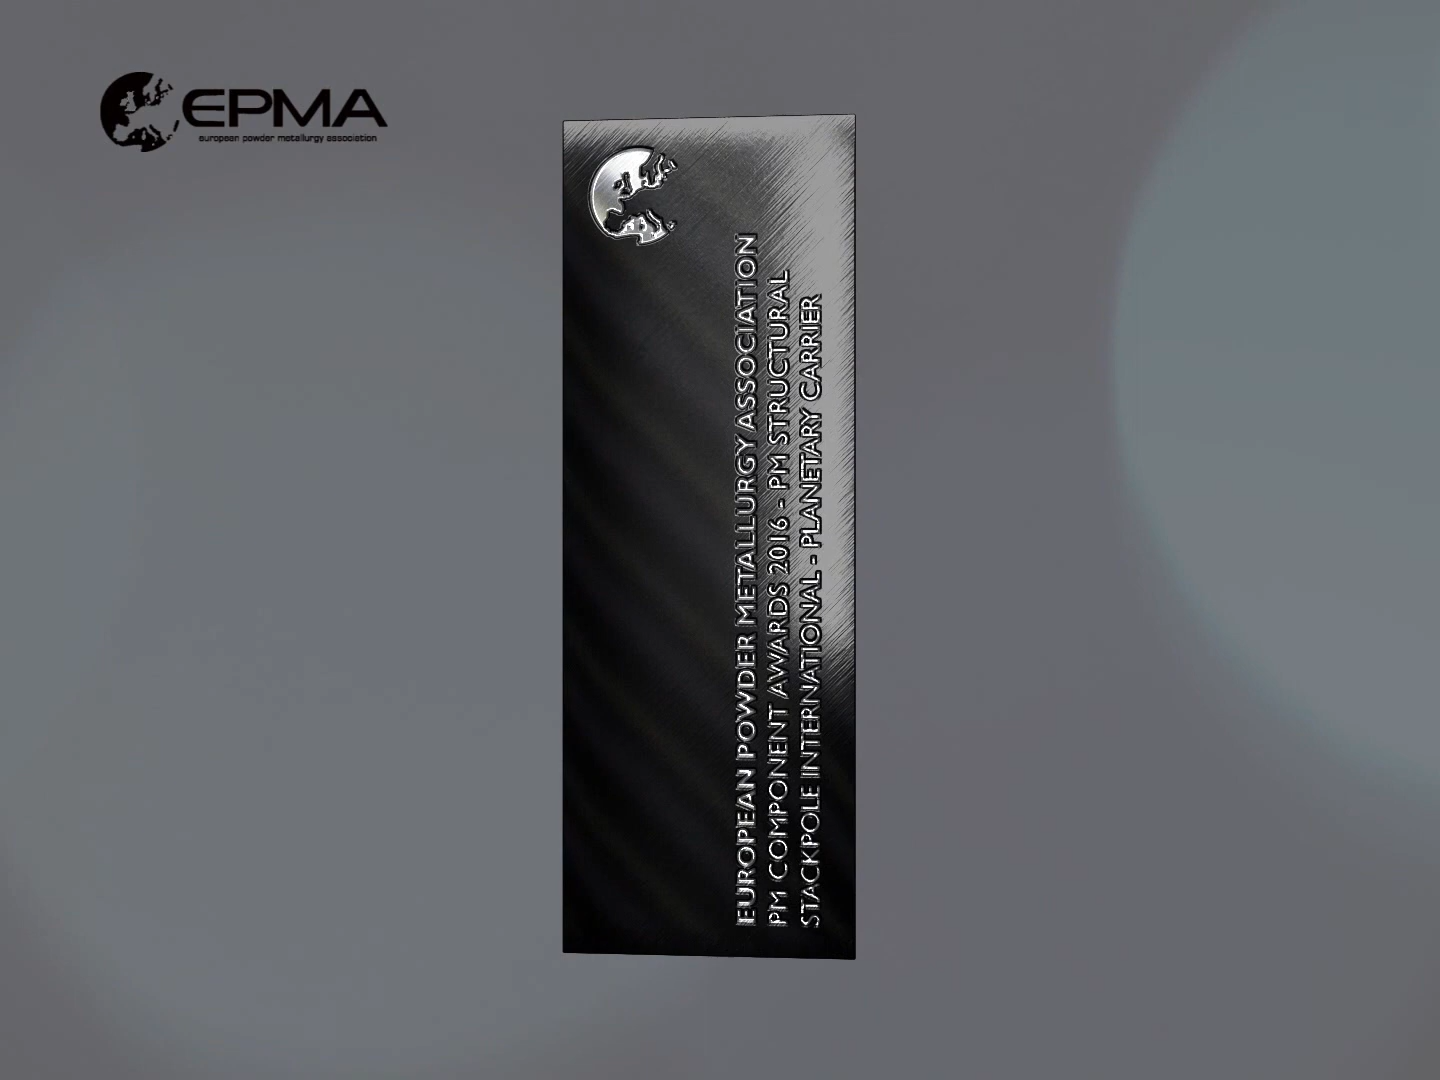 EPMA
european powder metallurgy association
EUROPEAN POWDER METALLURGY ASSOCIATION
PM COMPONENT AWARDS 2016 - PM STRUCTURAL
STACKPOLE INTERNATIONAL - PLANETARY CARRIER